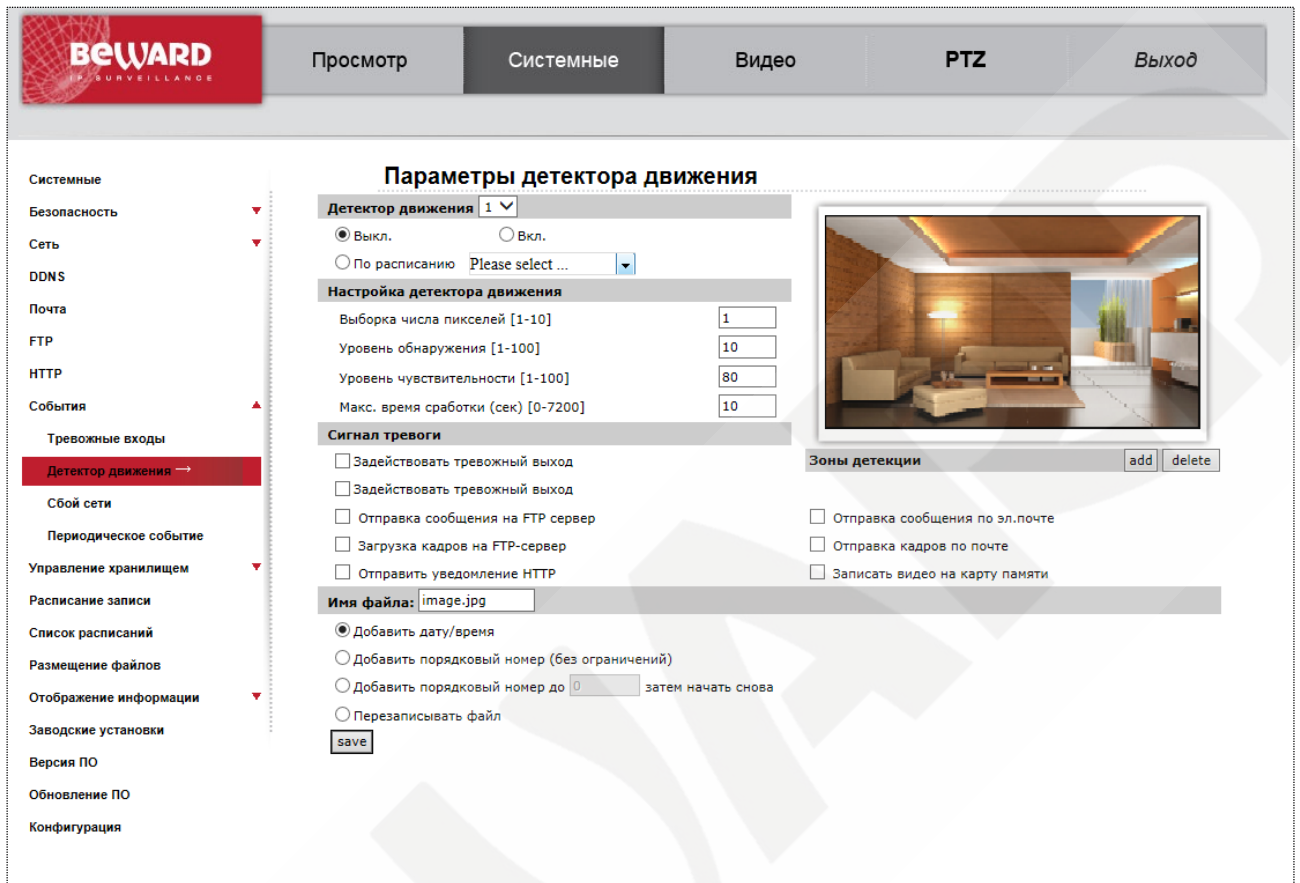 BEWARD
IP SURVEILLANCE
Просмотр
Системные
Видео
PTZ
Выход
Системные
Безопасность
Сеть
DDNS
Почта
FTP
HTTP
События
Тревожные входы
Детектор движения →
Сбой сети
Периодическое событие
Управление хранилищем
Расписание записи
Список расписаний
Размещение файлов
Отображение информации
Заводские установки
Версия ПО
Обновление ПО
Конфигурация
Параметры детектора движения
Детектор движения 1
Выкл. Вкл.
По расписанию Please select ...
Настройка детектора движения
Выборка числа пикселей [1-10] 1
Уровень обнаружения [1-100] 10
Уровень чувствительности [1-100] 80
Макс. время сработки (сек) [0-7200] 10
Сигнал тревоги
Зоны детекции add delete
Задействовать тревожный выход
Задействовать тревожный выход
Отправка сообщения на FTP сервер
Отправка сообщения по эл.почте
Загрузка кадров на FTP-сервер
Отправка кадров по почте
Отправить уведомление HTTP
Записать видео на карту памяти
Имя файла: image.jpg
Добавить дату/время
Добавить порядковый номер (без ограничений)
Добавить порядковый номер до 0 затем начать снова
Перезаписывать файл
save